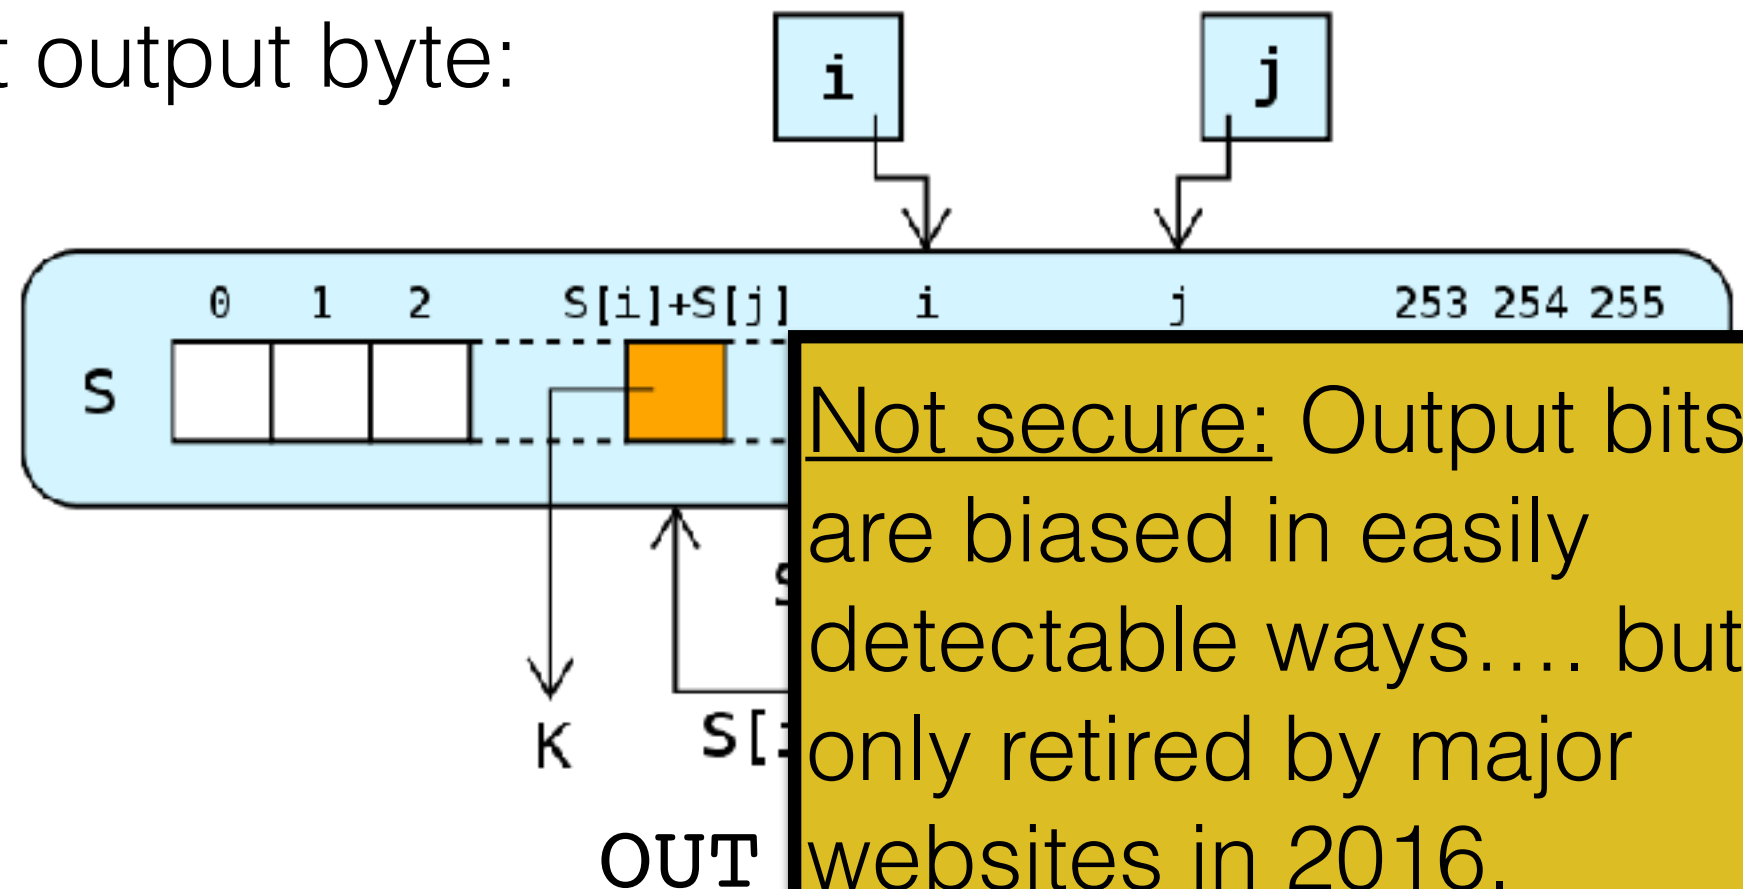 output byte:
i j
0 1 2 S[i]+S[j] i j 253 254 255
S
Not secure: Output bits
are biased in easily
detectable ways.... but
K
only retired by major
OUT
websites in 2016.